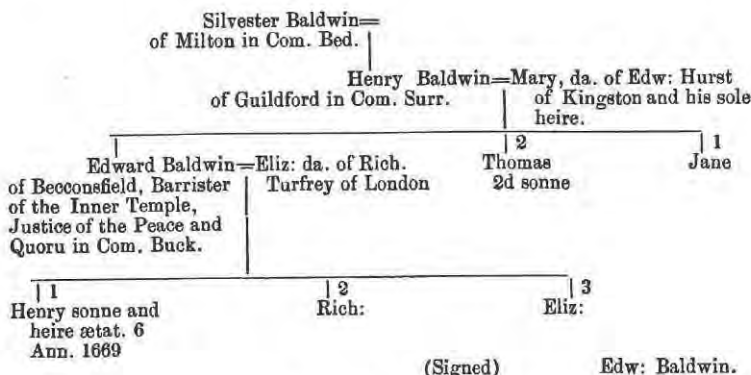 Silvester Baldwin=
of Milton in Com. Bed.
Henry Baldwin=Mary, da. of Edw: Hurst
of Guildford in Com. Surr. of Kingston and his sole
heire.
2 1
Edward Baldwin=Eliz: da. of Rich. Thomas Jane
of Becconsfield, Barrister Turfrey of London 2d sonne
of the Inner Temple,
Justice of the Peace and
Quoru in Com. Buck.
1 2 3
Henry sonne and Rich: Eliz:
heire ætat. 6
Ann. 1669
(Signed) Edw: Baldwin.